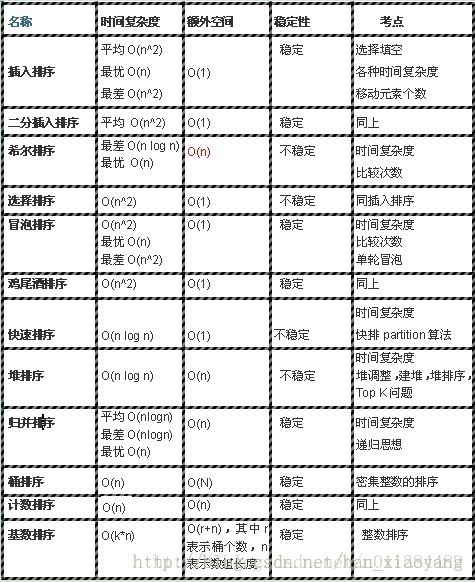 名称 时间复杂度 额外空间 稳定性 考点
平均 O(n^2) 稳定 选择填空
插入排序 最优 O(n) O(1) 各种时间复杂度
最差 O(n^2) 移动元素个数
二分插入排序 平均 O(n^2) O(1) 稳定 同上
希尔排序 最差 O(n log n) O(n) 不稳定 时间复杂度
最优 O(n) 比较次数
选择排序 O(n^2) O(1) 不稳定 同插入排序
冒泡排序 O(n^2) O(1) 稳定 时间复杂度
最优 O(n) 比较次数
最差 O(n^2) 单轮冒泡
鸡尾酒排序 O(n^2) O(1) 稳定 同上
时间复杂度
快速排序 O(n log n) O(1) 不稳定 快排 partition 算法
时间复杂度
堆排序 O(n log n) O(n) 不稳定 堆调整,建堆,堆排序,
Top K 问题
平均 O(nlogn)
归并排序 最差 O(nlogn) O(n) 稳定 时间复杂度
最优 O(n) 递归思想
桶排序 O(n) O(N) 稳定 密集整数的排序
计数排序 O(n) O(n) 稳定 同上
O(r+n),其中 r
基数排序 O(k*n) 表示桶个数,n 稳定 整数排序
表示数组长度